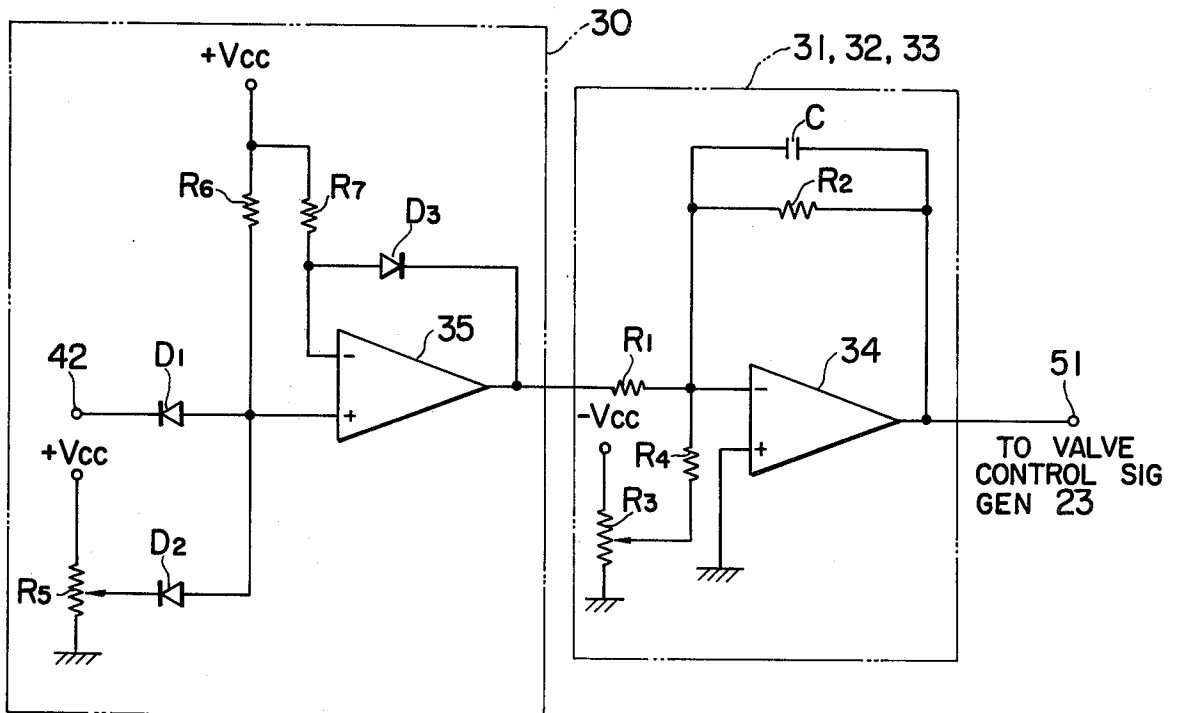 30
+Vcc
31, 32, 33
C
R6
R7
R2
D3
35
42
D1
R1
34
51
-
+
-Vcc
-
+
+Vcc
R4
TO VALVE
CONTROL SIG
GEN 23
R3
D2
R5